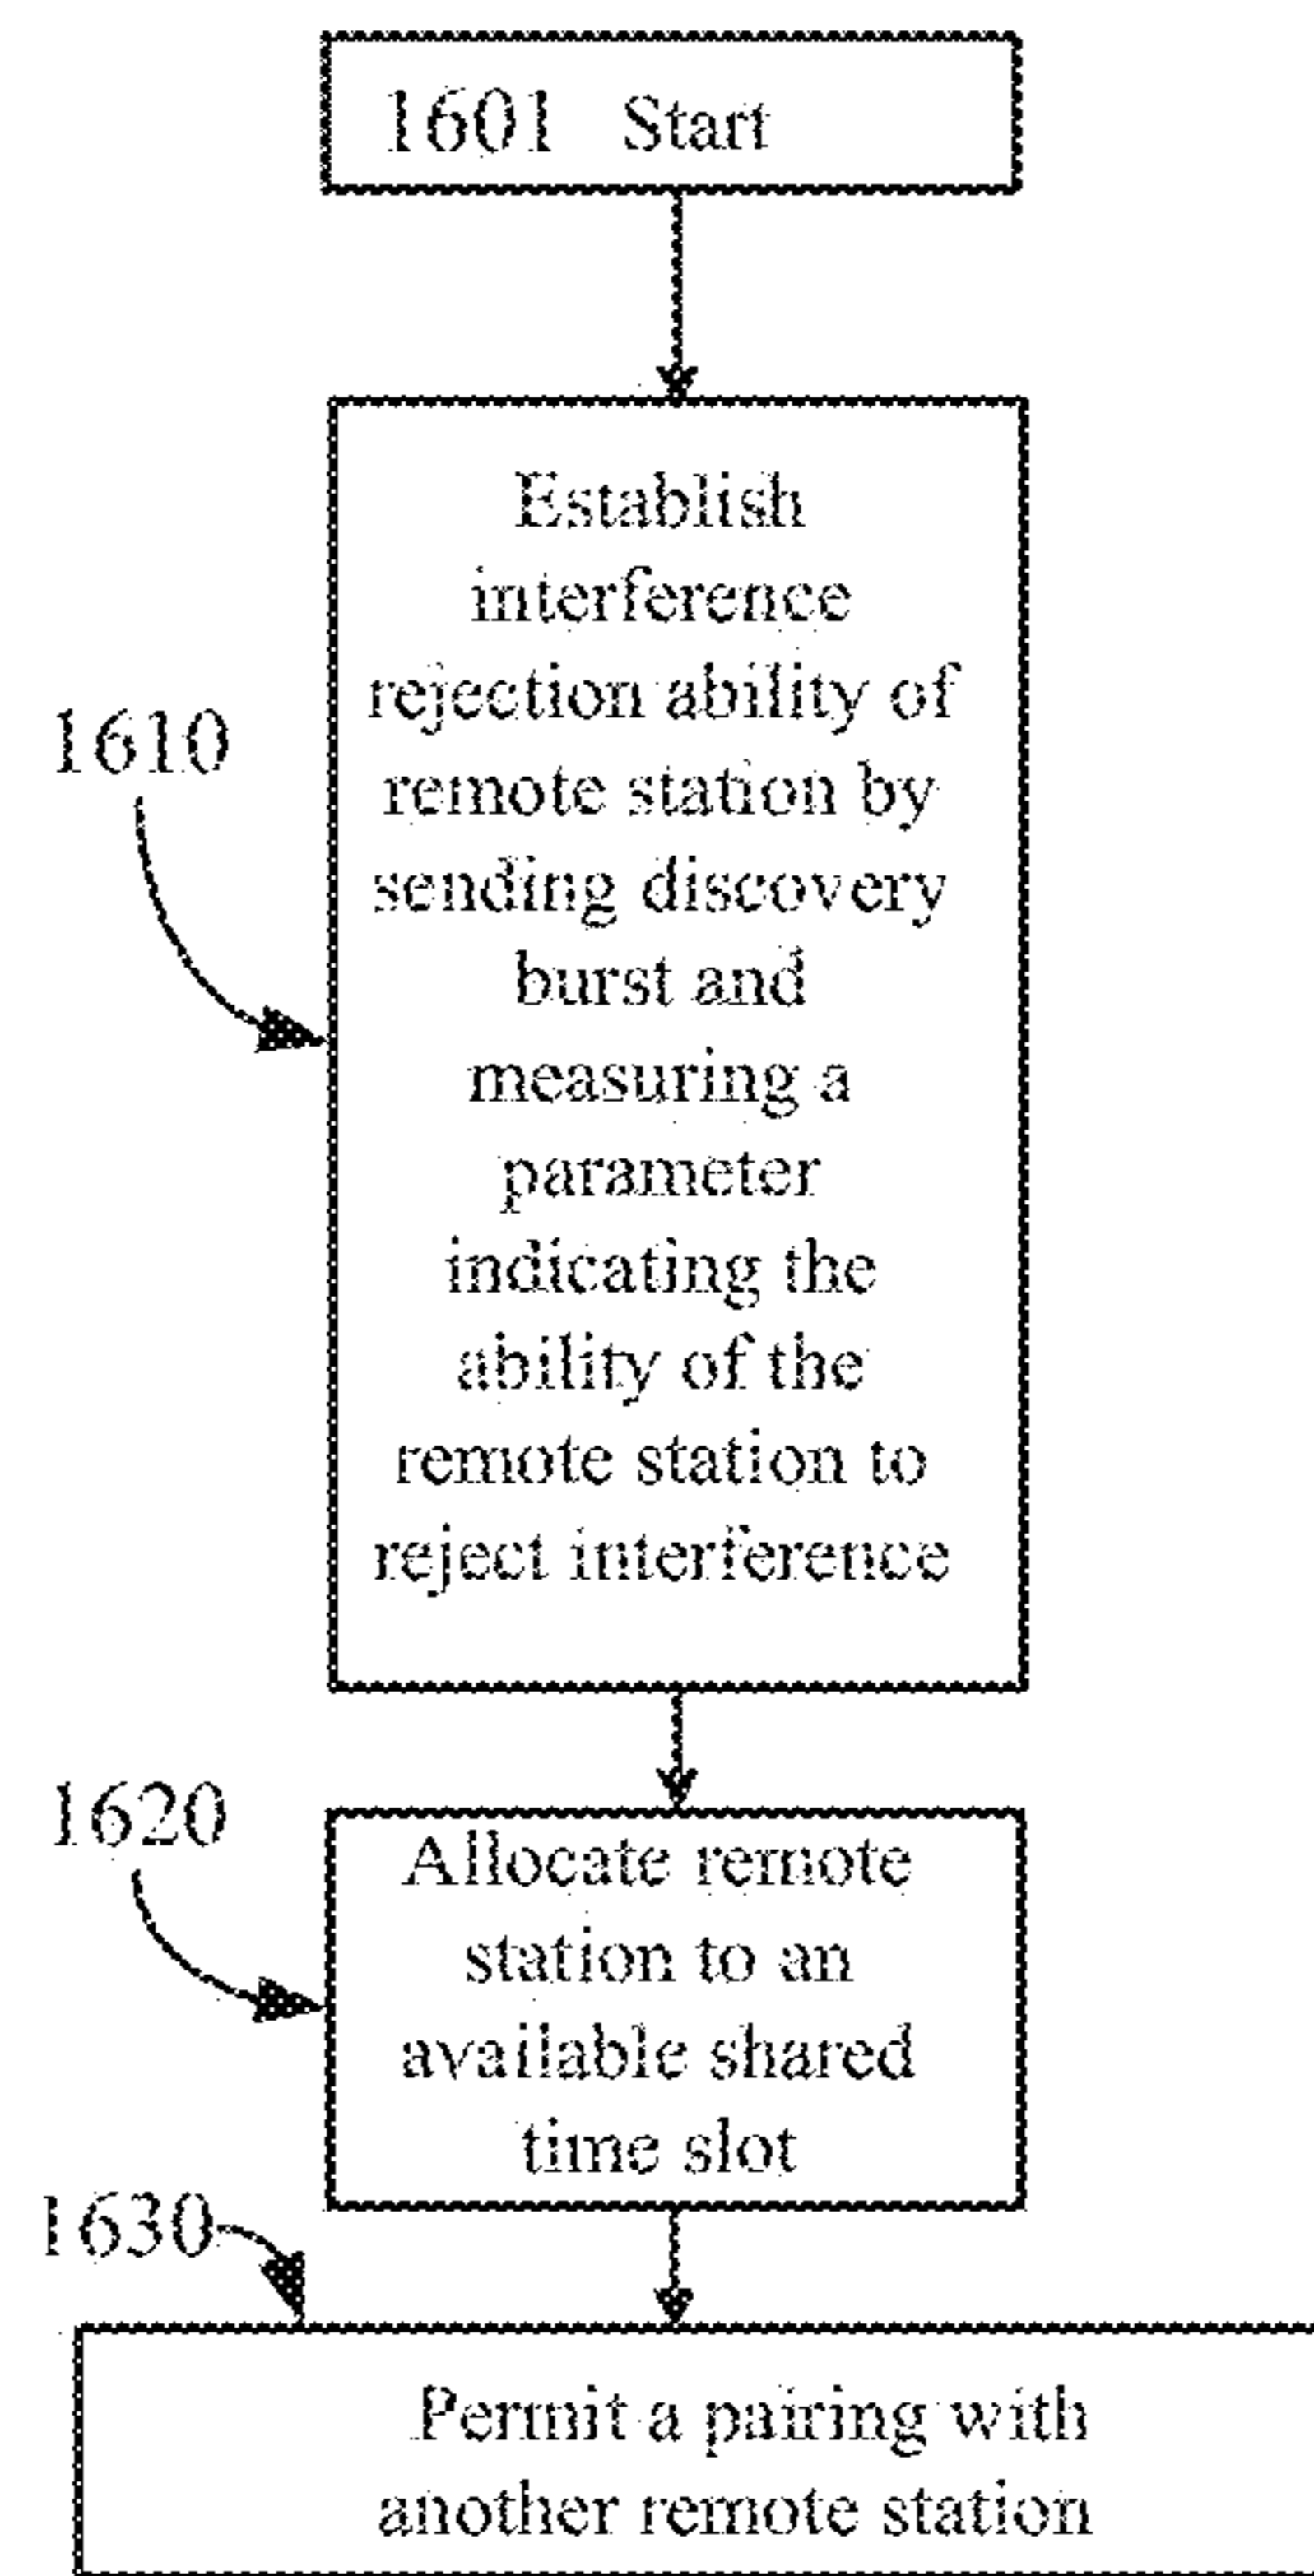 1601 Start
Establish
interference
rejection ability of
1610
remote station by
sending discovery
burst and
measuring a
parameter
indicating the
ability of the
remote station to
reject interference
1620
Allocate remote
station to an
available shared
time slot
1630
Permit a pairing with
another remote station